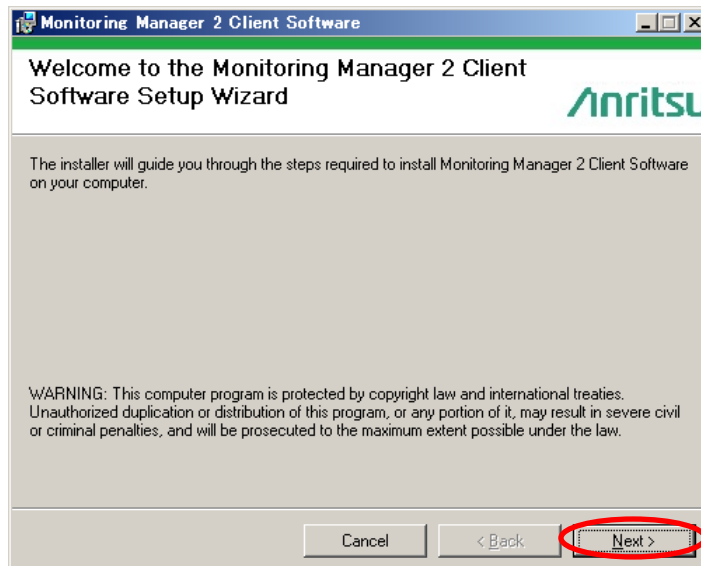 Monitoring Manager 2 Client Software
Welcome to the Monitoring Manager 2 Client
Software Setup Wizard
Anritsu
The installer will guide you through the steps required to install Monitoring Manager 2 Client Software
on your computer.
WARNING: This computer program is protected by copyright law and international treaties.
Unauthorized duplication or distribution of this program, or any portion of it, may result in severe civil
or criminal penalties, and will be prosecuted to the maximum extent possible under the law.
Cancel
< Back
Next >